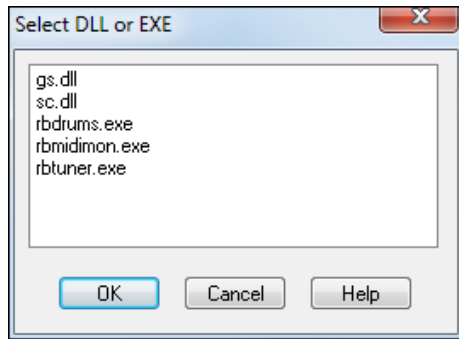 Select DLL or EXE
gs.dll
sc.dll
rbdrums.exe
rbmidimon.exe
rbtuner.exe
OK Cancel Help